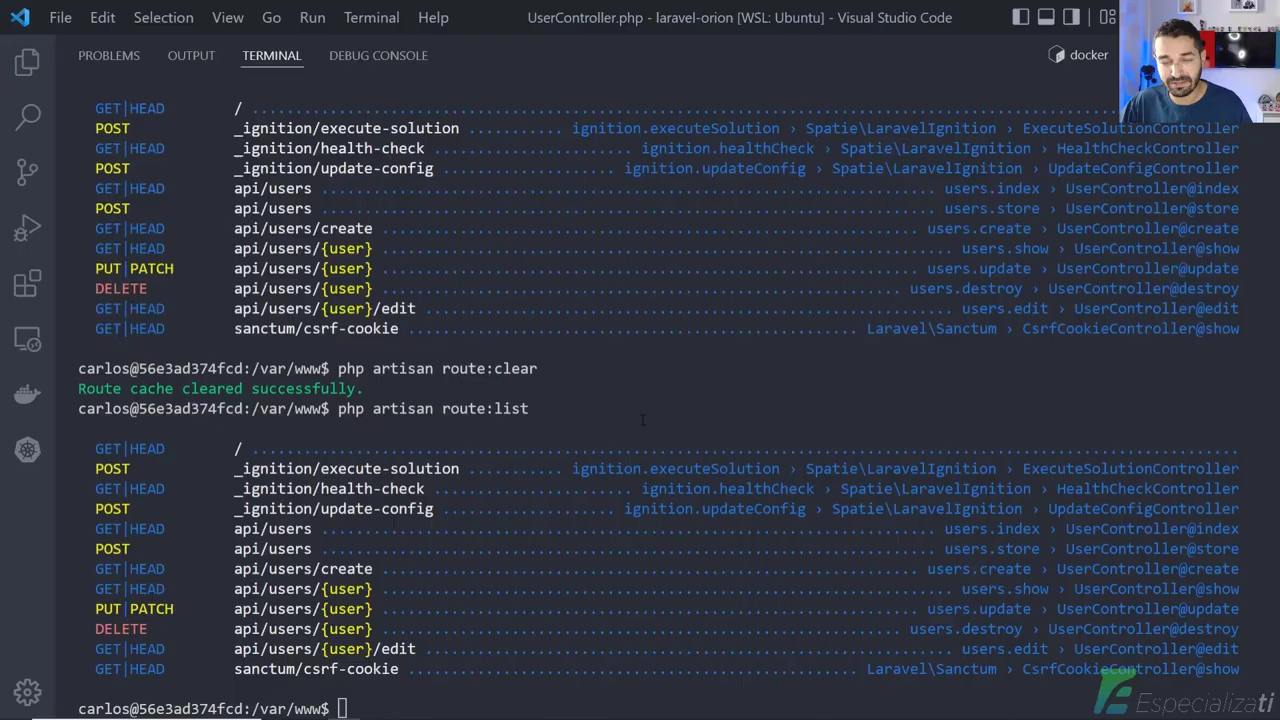 File Edit Selection View Go Run Terminal Help UserController.php - laravel-orion [WSL: Ubuntu] - Visual Studio Code
PROBLEMS OUTPUT TERMINAL DEBUG CONSOLE docker
GET|HEAD / ....................................................................................................................
POST _ignition/execute-solution ........... ignition.executeSolution › Spatie\LaravelIgnition › ExecuteSolutionController
GET|HEAD _ignition/health-check ....................... ignition.healthCheck › Spatie\LaravelIgnition › HealthCheckController
POST _ignition/update-config .................... ignition.updateConfig › Spatie\LaravelIgnition › UpdateConfigController
GET|HEAD api/users ....................................................................... users.index › UserController@index
POST api/users ....................................................................... users.store › UserController@store
GET|HEAD api/users/create .............................................................. users.create › UserController@create
GET|HEAD api/users/{user} .................................................................. users.show › UserController@show
PUT|PATCH api/users/{user} .............................................................. users.update › UserController@update
DELETE api/users/{user} ............................................................ users.destroy › UserController@destroy
GET|HEAD api/users/{user}/edit ............................................................. users.edit › UserController@edit
GET|HEAD sanctum/csrf-cookie .................................................... Laravel\Sanctum › CsrfCookieController@show
carlos@56e3ad374fcd:/var/www$ php artisan route:clear
Route cache cleared successfully.
carlos@56e3ad374fcd:/var/www$ php artisan route:list
GET|HEAD / ....................................................................................................................
POST _ignition/execute-solution ........... ignition.executeSolution › Spatie\LaravelIgnition › ExecuteSolutionController
GET|HEAD _ignition/health-check ....................... ignition.healthCheck › Spatie\LaravelIgnition › HealthCheckController
POST _ignition/update-config .................... ignition.updateConfig › Spatie\LaravelIgnition › UpdateConfigController
GET|HEAD api/users ....................................................................... users.index › UserController@index
POST api/users ....................................................................... users.store › UserController@store
GET|HEAD api/users/create .............................................................. users.create › UserController@create
GET|HEAD api/users/{user} .................................................................. users.show › UserController@show
PUT|PATCH api/users/{user} .............................................................. users.update › UserController@update
DELETE api/users/{user} ............................................................ users.destroy › UserController@destroy
GET|HEAD api/users/{user}/edit ............................................................. users.edit › UserController@edit
GET|HEAD sanctum/csrf-cookie .................................................... Laravel\Sanctum › CsrfCookieController@show
carlos@56e3ad374fcd:/var/www$
Especializati